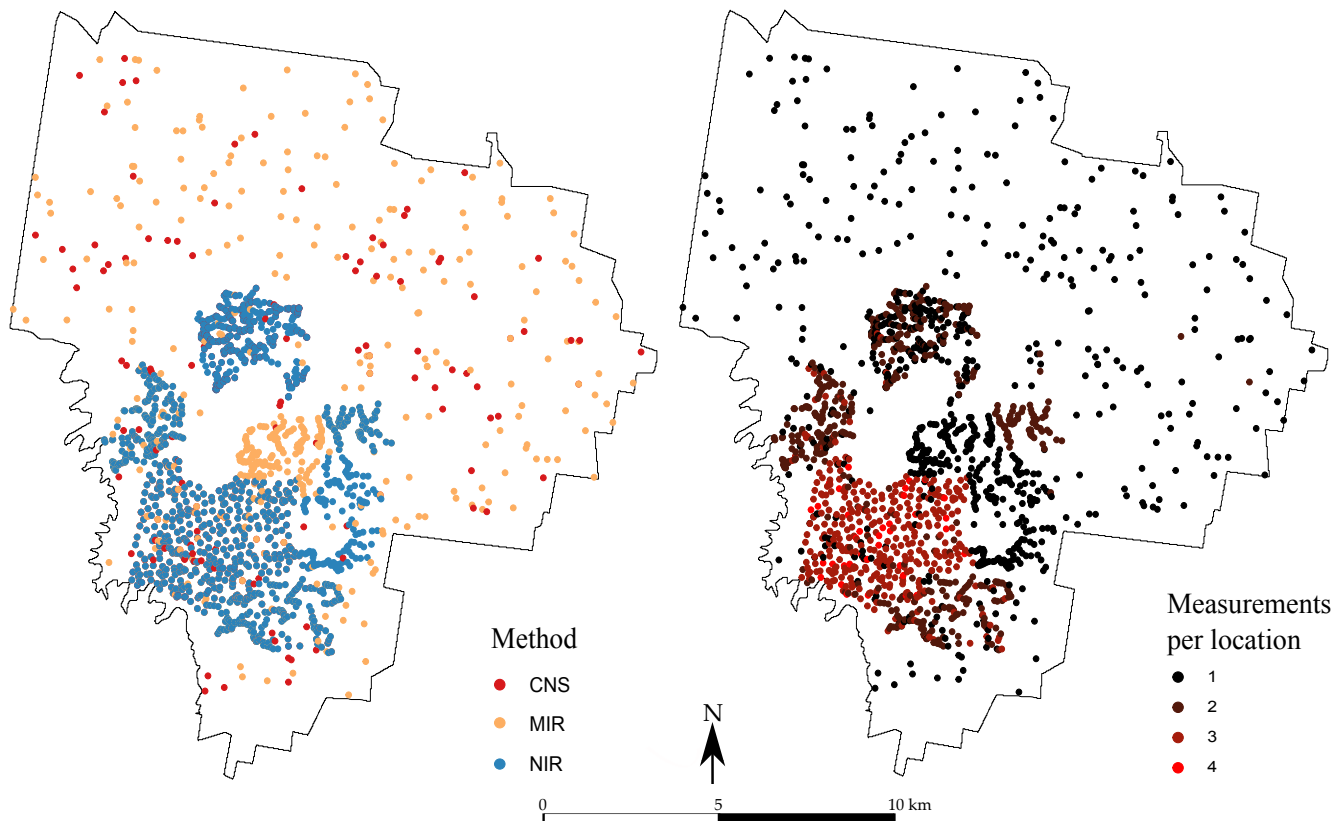 Method
CNS
MIR
NIR
N
0 5 10 km
Measurements
per location
1
2
3
4